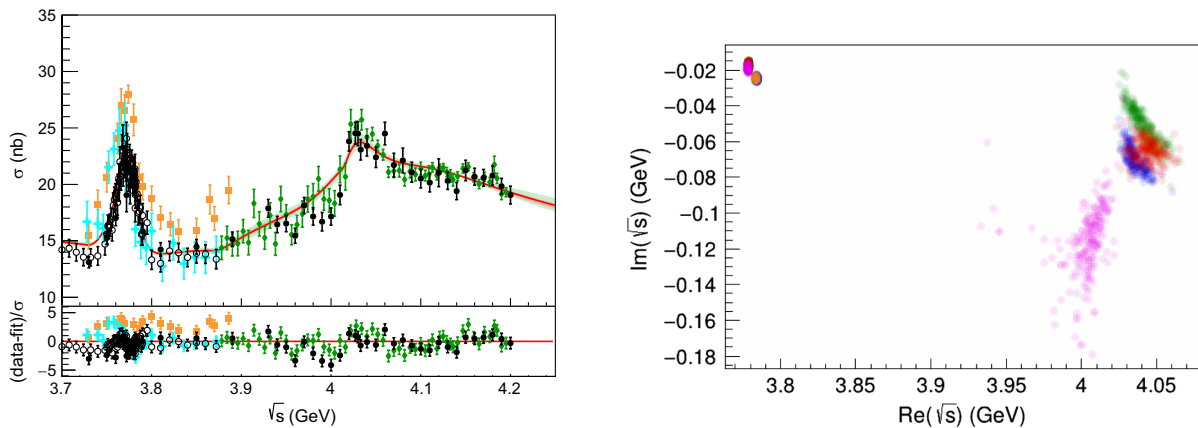 σ (nb)
35
30
25
20
15
10
(data-fit)/σ
5
0
−5
3.7 3.8 3.9 4 4.1 4.2
√s (GeV)
Im(√s) (GeV)
−0.02
−0.04
−0.06
−0.08
−0.1
−0.12
−0.14
−0.16
−0.18
3.8 3.85 3.9 3.95 4 4.05
Re(√s) (GeV)